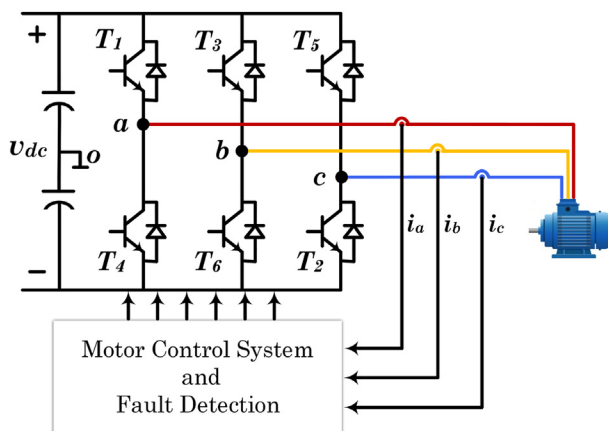 +
T1
T3
T5
a
vdc
o
b
c
ia
ib
ic
T4
T6
T2
−
Motor Control System
and
Fault Detection